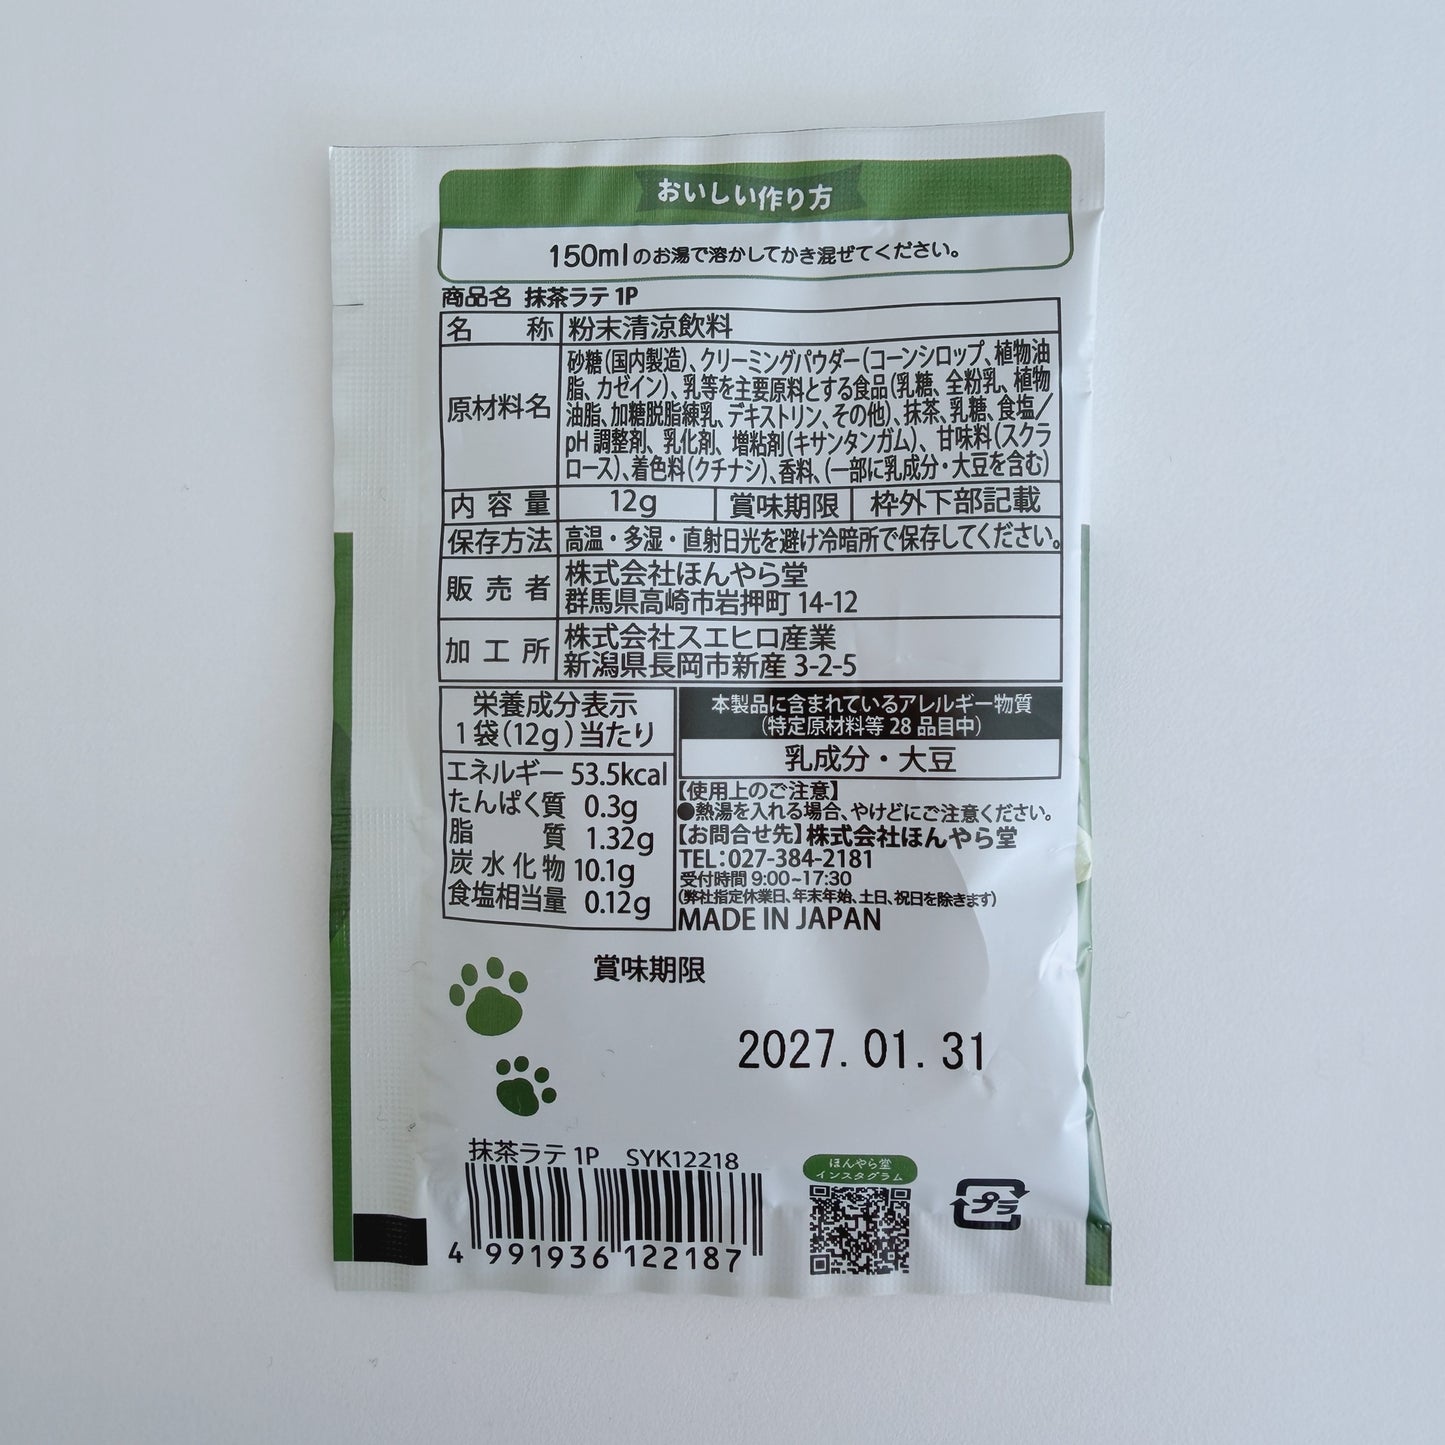 おいしい作り方
150mlのお湯で溶かしてかき混ぜてください。
商品名 抹茶ラテ 1P
名称 粉末清涼飲料
原材料名 砂糖(国内製造)、クリーミングパウダー(コーンシロップ、植物油
脂、カゼイン)、乳等を主要原料とする食品(乳糖、全粉乳、植物
油脂、加糖脱脂練乳、デキストリン、その他)、抹茶、乳糖、食塩/
pH調整剤、乳化剤、増粘剤(キサンタンガム)、甘味料(スクラ
ロース)、着色料(クチナシ)、香料、(一部に乳成分・大豆を含む)
内容量 12g 賞味期限 枠外下部記載
保存方法 高温・多湿・直射日光を避け冷暗所で保存してください。
販売者 株式会社ほんやら堂
群馬県高崎市岩押町 14-12
加工所 株式会社スエヒロ産業
新潟県長岡市新産 3-2-5
栄養成分表示
1袋(12g)当たり
エネルギー 53.5kcal
たんぱく質 0.3g
脂質 1.32g
炭水化物 10.1g
食塩相当量 0.12g
本製品に含まれているアレルギー物質
(特定原材料等 28 品目中)
乳成分・大豆
【使用上のご注意】
●熱湯を入れる場合、やけどにご注意ください。
【お問合せ先】株式会社ほんやら堂
TEL:027-384-2181
受付時間 9:00~17:30
(弊社指定休業日、年末年始、土日、祝日を除きます)
MADE IN JAPAN
賞味期限
2027.01.31
抹茶ラテ 1P SYK12218
4 991936 122187
ほんやら堂
インスタグラム
プラ